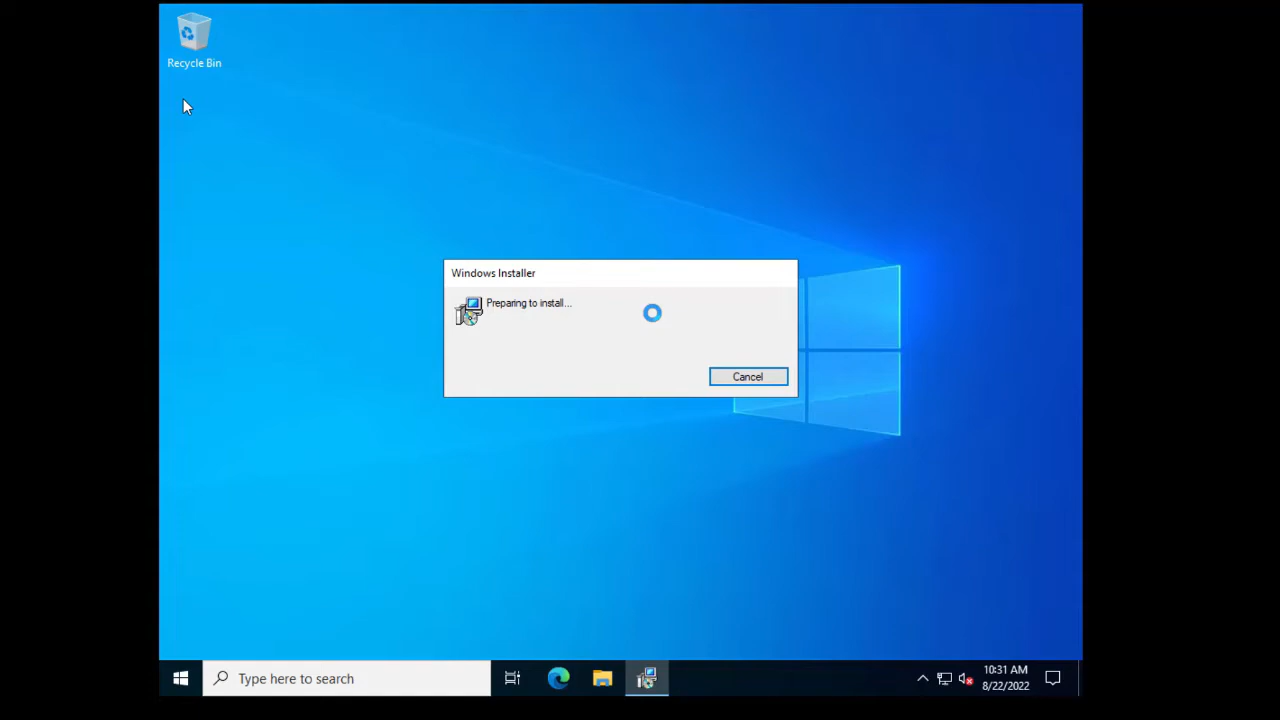 Recycle Bin
Windows Installer
Preparing to install...
Cancel
Type here to search
10:31 AM
8/22/2022